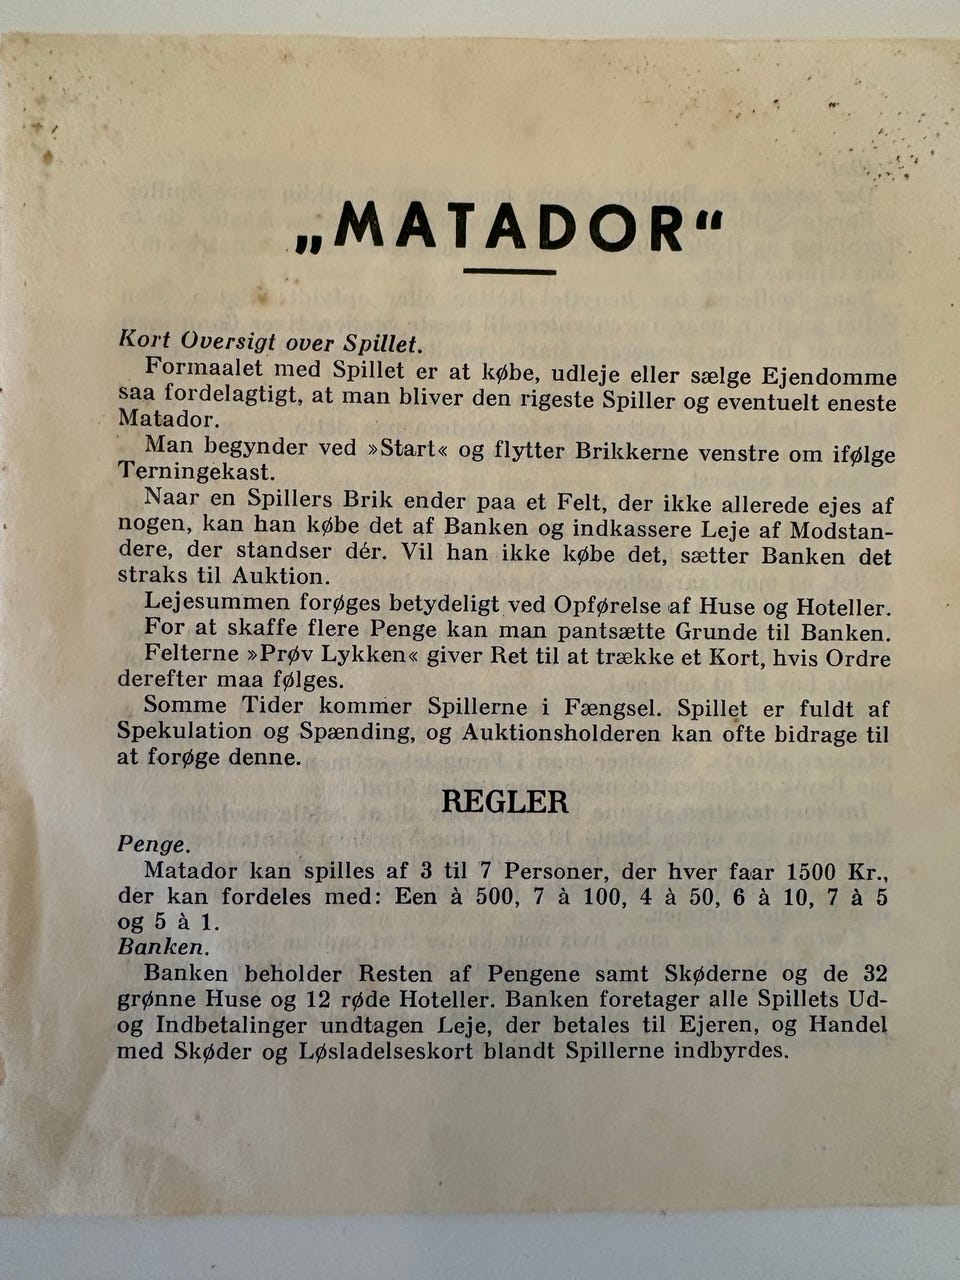 „MATADOR“
Kort Oversigt over Spillet.
Formaalet med Spillet er at købe, udleje eller sælge Ejendomme
saa fordelagtigt, at man bliver den rigeste Spiller og eventuelt eneste
Matador.
Man begynder ved »Start« og flytter Brikkerne venstre om ifølge
Terningekast.
Naar en Spillers Brik ender paa et Felt, der ikke allerede ejes af
nogen, kan han købe det af Banken og indkassere Leje af Modstan-
dere, der standser dér. Vil han ikke købe det, sætter Banken det
straks til Auktion.
Lejesummen forøges betydeligt ved Opførelse af Huse og Hoteller.
For at skaffe flere Penge kan man pantsætte Grunde til Banken.
Felterne »Prøv Lykken« giver Ret til at trække et Kort, hvis Ordre
derefter maa følges.
Somme Tider kommer Spillerne i Fængsel. Spillet er fuldt af
Spekulation og Spænding, og Auktionsholderen kan ofte bidrage til
at forøge denne.
REGLER
Penge.
Matador kan spilles af 3 til 7 Personer, der hver faar 1500 Kr.,
der kan fordeles med: Een à 500, 7 à 100, 4 à 50, 6 à 10, 7 à 5
og 5 à 1.
Banken.
Banken beholder Resten af Pengene samt Skøderne og de 32
grønne Huse og 12 røde Hoteller. Banken foretager alle Spillets Ud-
og Indbetalinger undtagen Leje, der betales til Ejeren, og Handel
med Skøder og Løsladelseskort blandt Spillerne indbyrdes.